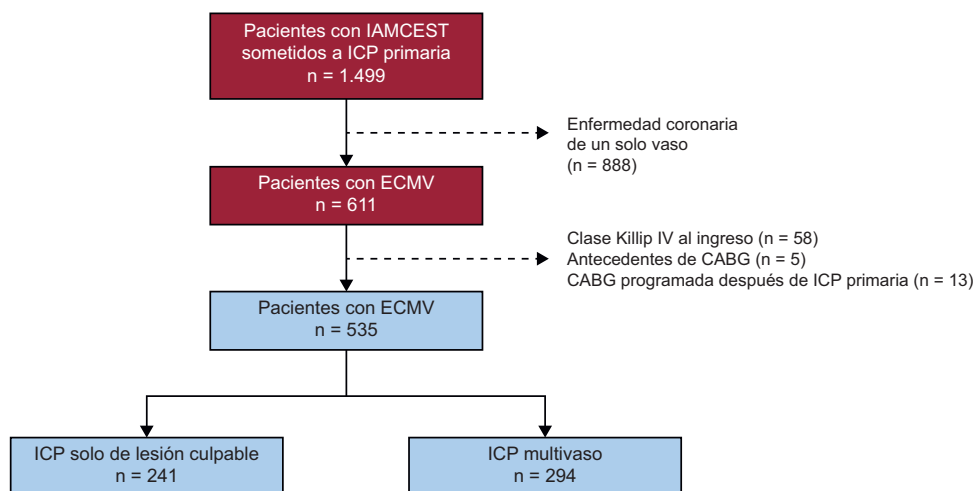 Pacientes con IAMCEST
sometidos a ICP primaria
n = 1.499
Enfermedad coronaria
de un solo vaso
(n = 888)
Pacientes con ECMV
n = 611
Clase Killip IV al ingreso (n = 58)
Antecedentes de CABG (n = 5)
CABG programada después de ICP primaria (n = 13)
Pacientes con ECMV
n = 535
ICP solo de lesión culpable
n = 241
ICP multivaso
n = 294